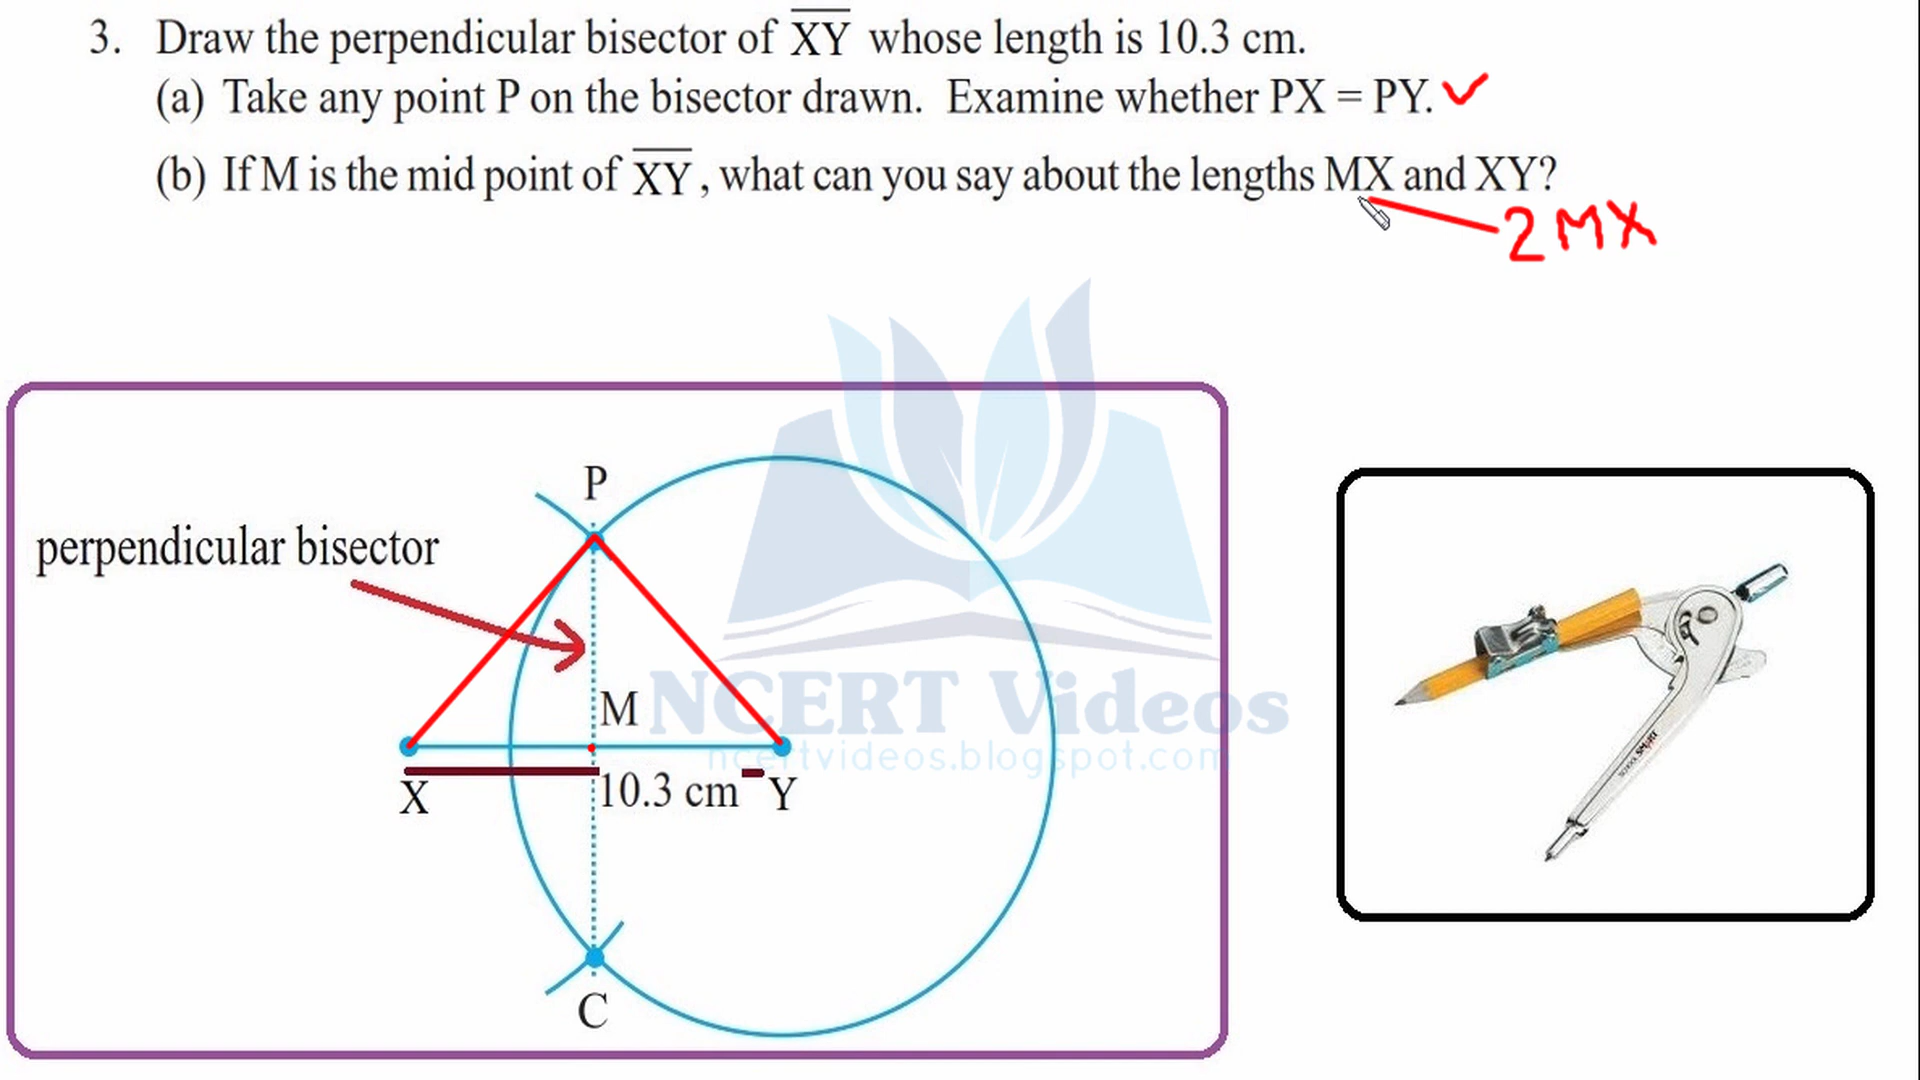 3. Draw the perpendicular bisector of XY whose length is 10.3 cm.
(a) Take any point P on the bisector drawn. Examine whether PX = PY.
(b) If M is the mid point of XY, what can you say about the lengths MX and XY?
2MX
P
perpendicular bisector
M
NCERT Videos
ncertvideos.blogspot.com
X
10.3 cm
Y
C